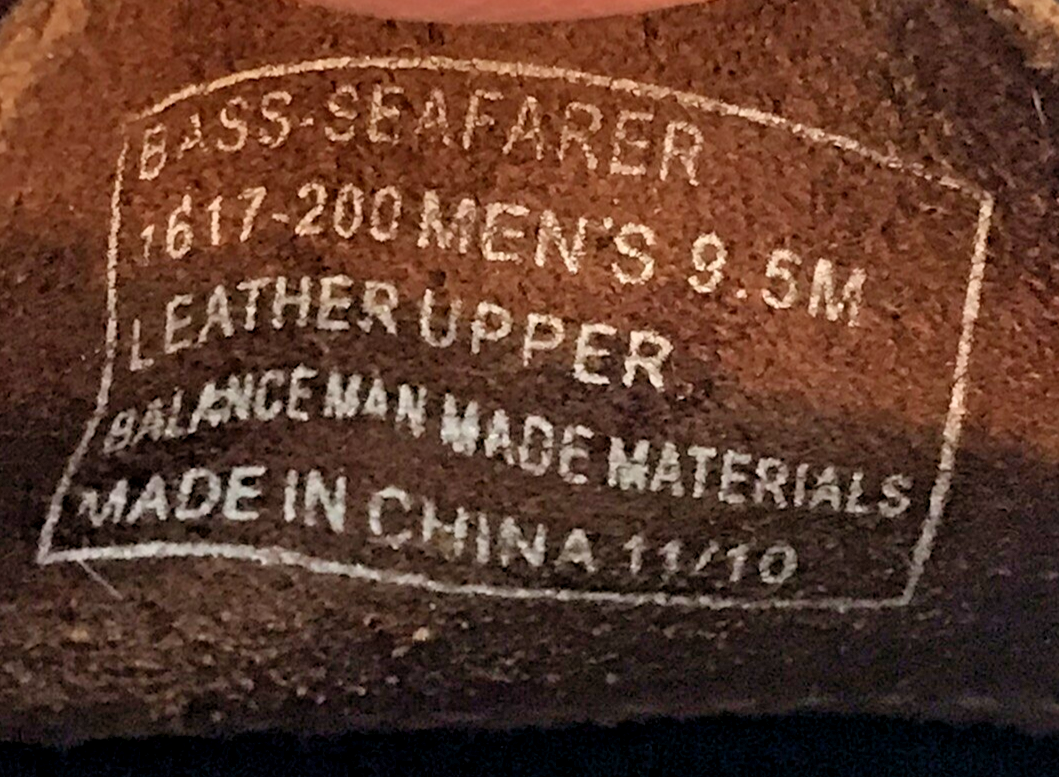 BASS-SEAFARER
1617-200 MEN'S 9.5M
LEATHER UPPER
BALANCE MAN MADE MATERIALS
MADE IN CHINA 11/10